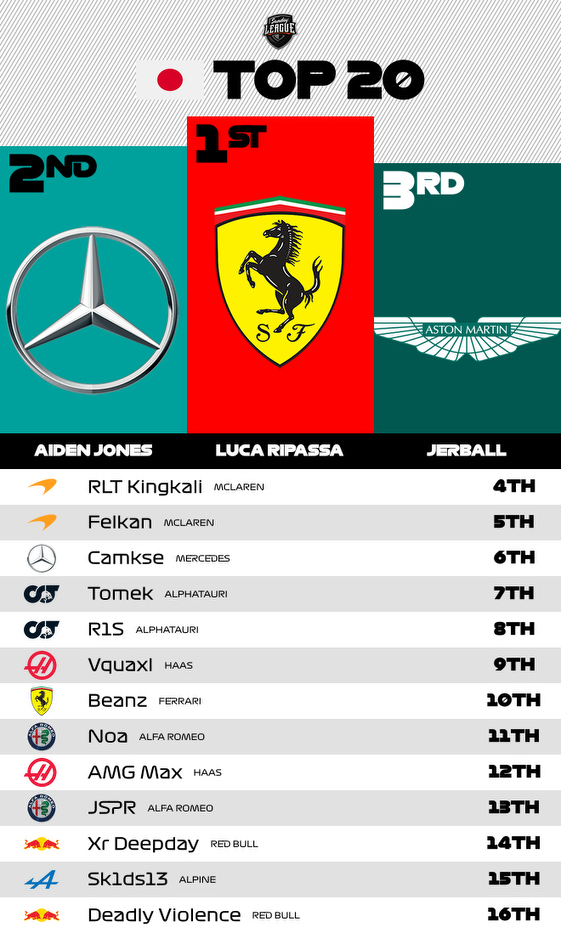 Sunday
LEAGUE
TOP 20
1ST
2ND
3RD
S F
ASTON MARTIN
AIDEN JONES LUCA RIPASSA JERBALL
RLT Kingkali MCLAREN 4TH
Felkan MCLAREN 5TH
Camkse MERCEDES 6TH
Tomek ALPHATAURI 7TH
R1S ALPHATAURI 8TH
Vquaxl HAAS 9TH
Beanz FERRARI 10TH
Noa ALFA ROMEO 11TH
AMG Max HAAS 12TH
JSPR ALFA ROMEO 13TH
Xr Deepday RED BULL 14TH
Sk1ds13 ALPINE 15TH
Deadly Violence RED BULL 16TH